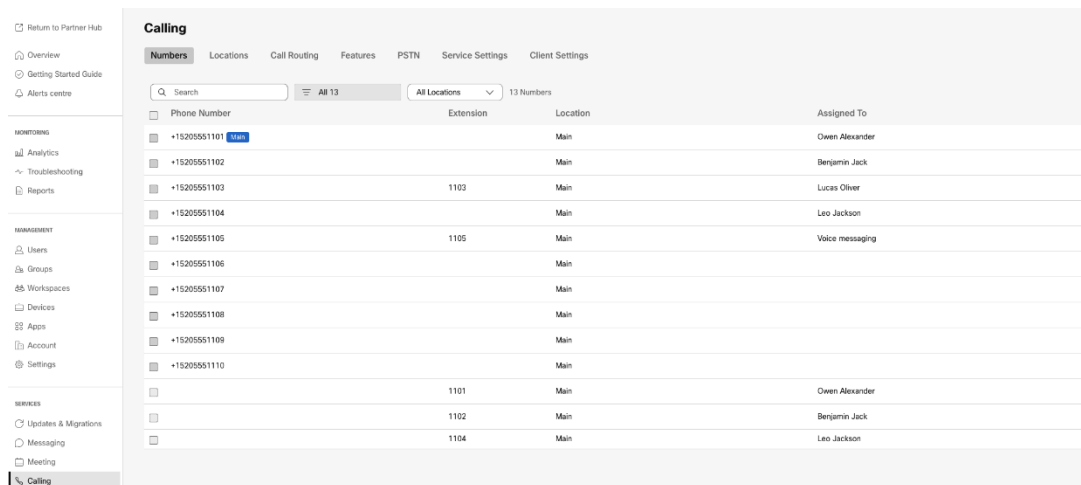 Return to Partner Hub
Overview
Getting Started Guide
Alerts centre
MONITORING
Analytics
Troubleshooting
Reports
MANAGEMENT
Users
Groups
Workspaces
Devices
Apps
Account
Settings
SERVICES
Updates & Migrations
Messaging
Meeting
Calling
Calling
Numbers Locations Call Routing Features PSTN Service Settings Client Settings
Search All 13 All Locations 13 Numbers
Phone Number Extension Location Assigned To
+15205551101 Main Main Owen Alexander
+15205551102 Main Benjamin Jack
+15205551103 1103 Main Lucas Oliver
+15205551104 Main Leo Jackson
+15205551105 1105 Main Voice messaging
+15205551106 Main
+15205551107 Main
+15205551108 Main
+15205551109 Main
+15205551110 Main
1101 Main Owen Alexander
1102 Main Benjamin Jack
1104 Main Leo Jackson